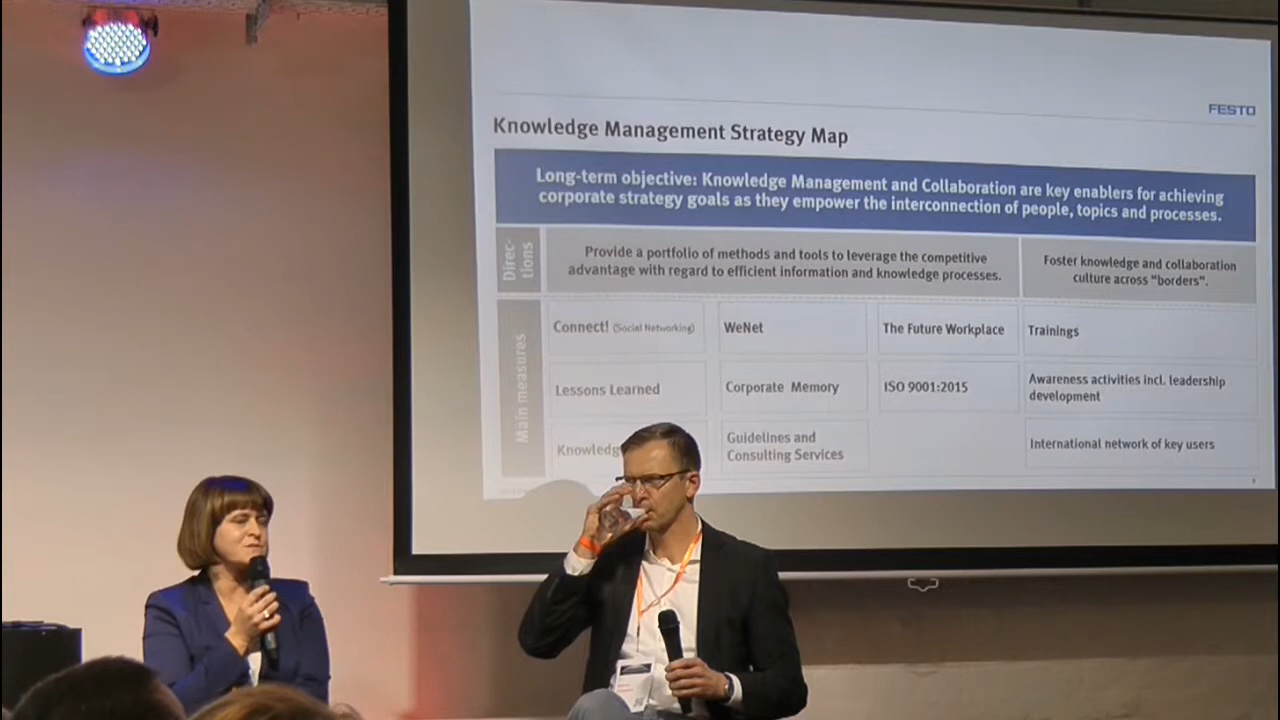 FESTO
Knowledge Management Strategy Map
Long-term objective: Knowledge Management and Collaboration are key enablers for achieving
corporate strategy goals as they empower the interconnection of people, topics and processes.
Direc-
tions
Provide a portfolio of methods and tools to leverage the competitive
advantage with regard to efficient information and knowledge processes.
Foster knowledge and collaboration
culture across "borders".
Main measures
Connect! (Social Networking)
WeNet
The Future Workplace
Trainings
Lessons Learned
Corporate Memory
ISO 9001:2015
Awareness activities incl. leadership
development
Knowledg
Guidelines and
Consulting Services
International network of key users